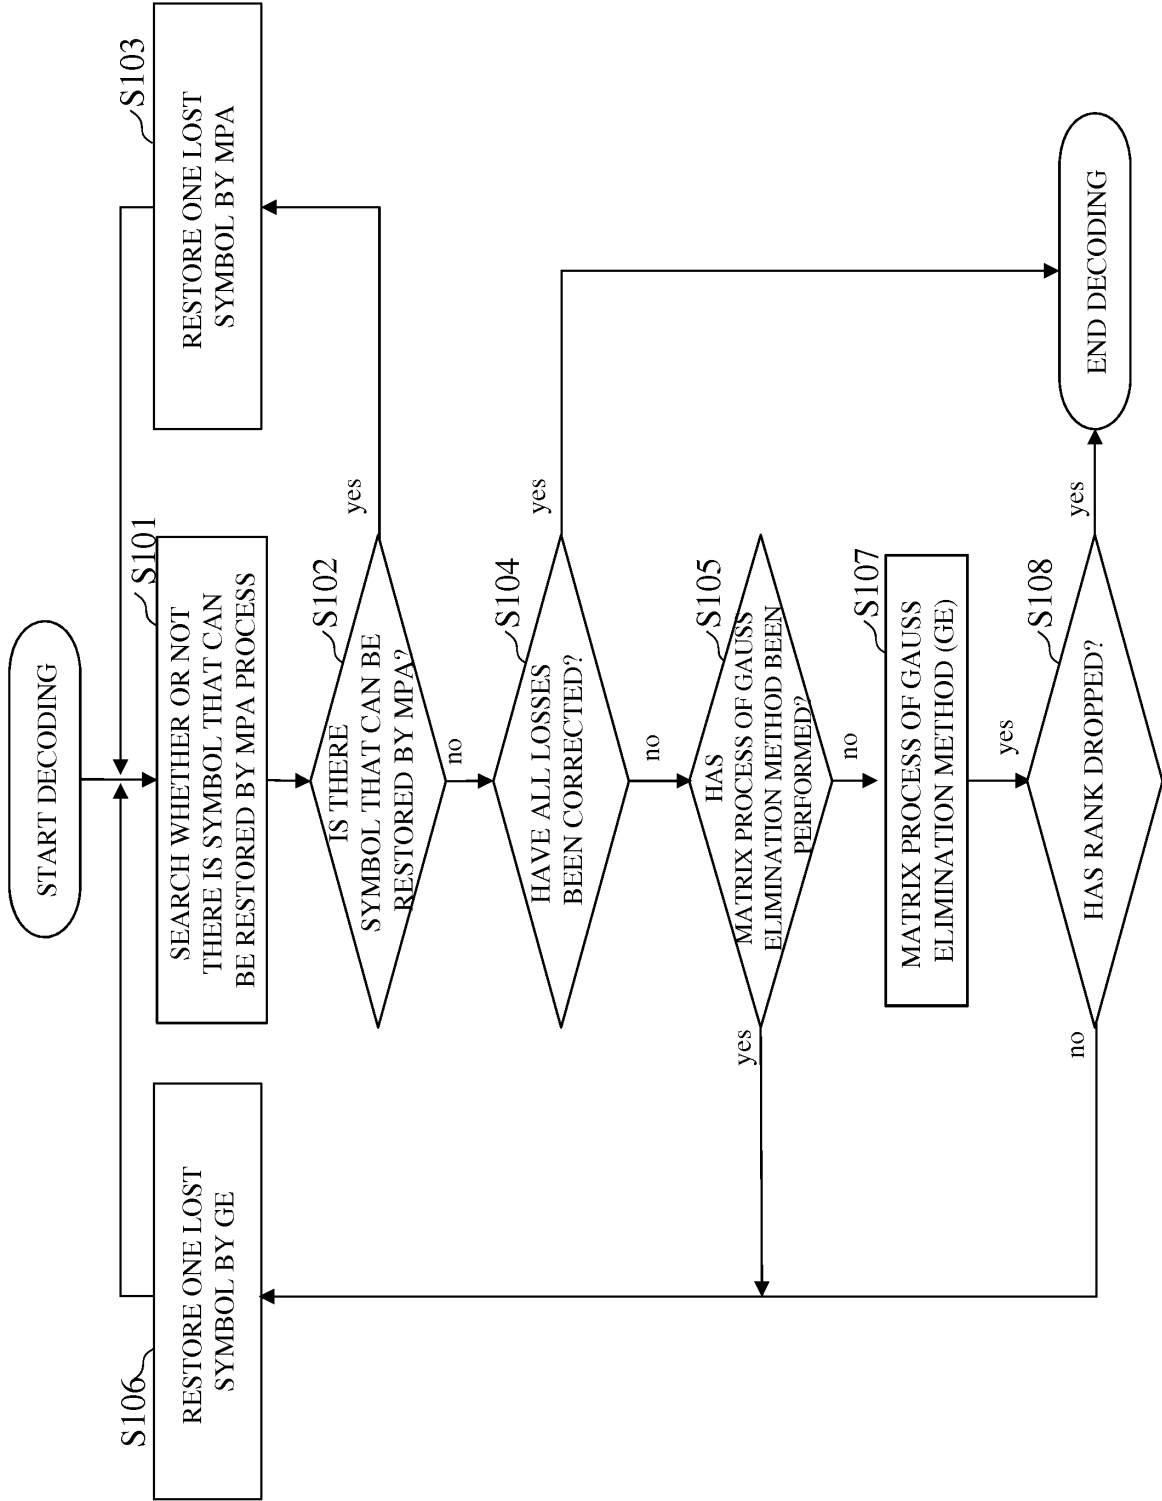 START DECODING
S101
SEARCH WHETHER OR NOT
THERE IS SYMBOL THAT CAN
BE RESTORED BY MPA PROCESS
S102
IS THERE
SYMBOL THAT CAN BE
RESTORED BY MPA?
yes
no
S103
RESTORE ONE LOST
SYMBOL BY MPA
S104
HAVE ALL LOSSES
BEEN CORRECTED?
yes
no
S105
HAS
MATRIX PROCESS OF GAUSS
ELIMINATION METHOD BEEN
PERFORMED?
yes
no
S106
RESTORE ONE LOST
SYMBOL BY GE
S107
MATRIX PROCESS OF GAUSS
ELIMINATION METHOD (GE)
yes
S108
HAS RANK DROPPED?
no
yes
END DECODING